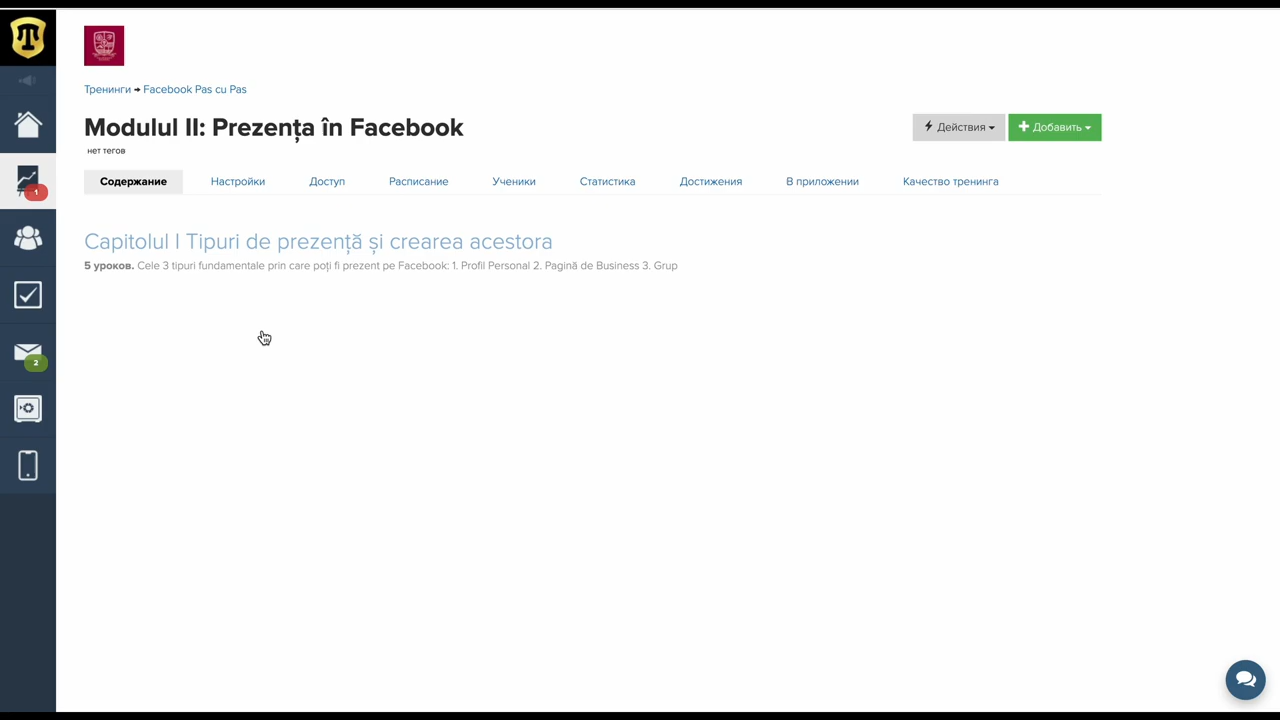 Тренинги → Facebook Pas cu Pas
Modulul II: Prezența în Facebook
Действия
Добавить
нет тегов
Содержание Настройки Доступ Расписание Ученики Статистика Достижения В приложении Качество тренинга
1
Capitolul I Tipuri de prezență și crearea acestora
5 уроков. Cele 3 tipuri fundamentale prin care poți fi prezent pe Facebook: 1. Profil Personal 2. Pagină de Business 3. Grup
2